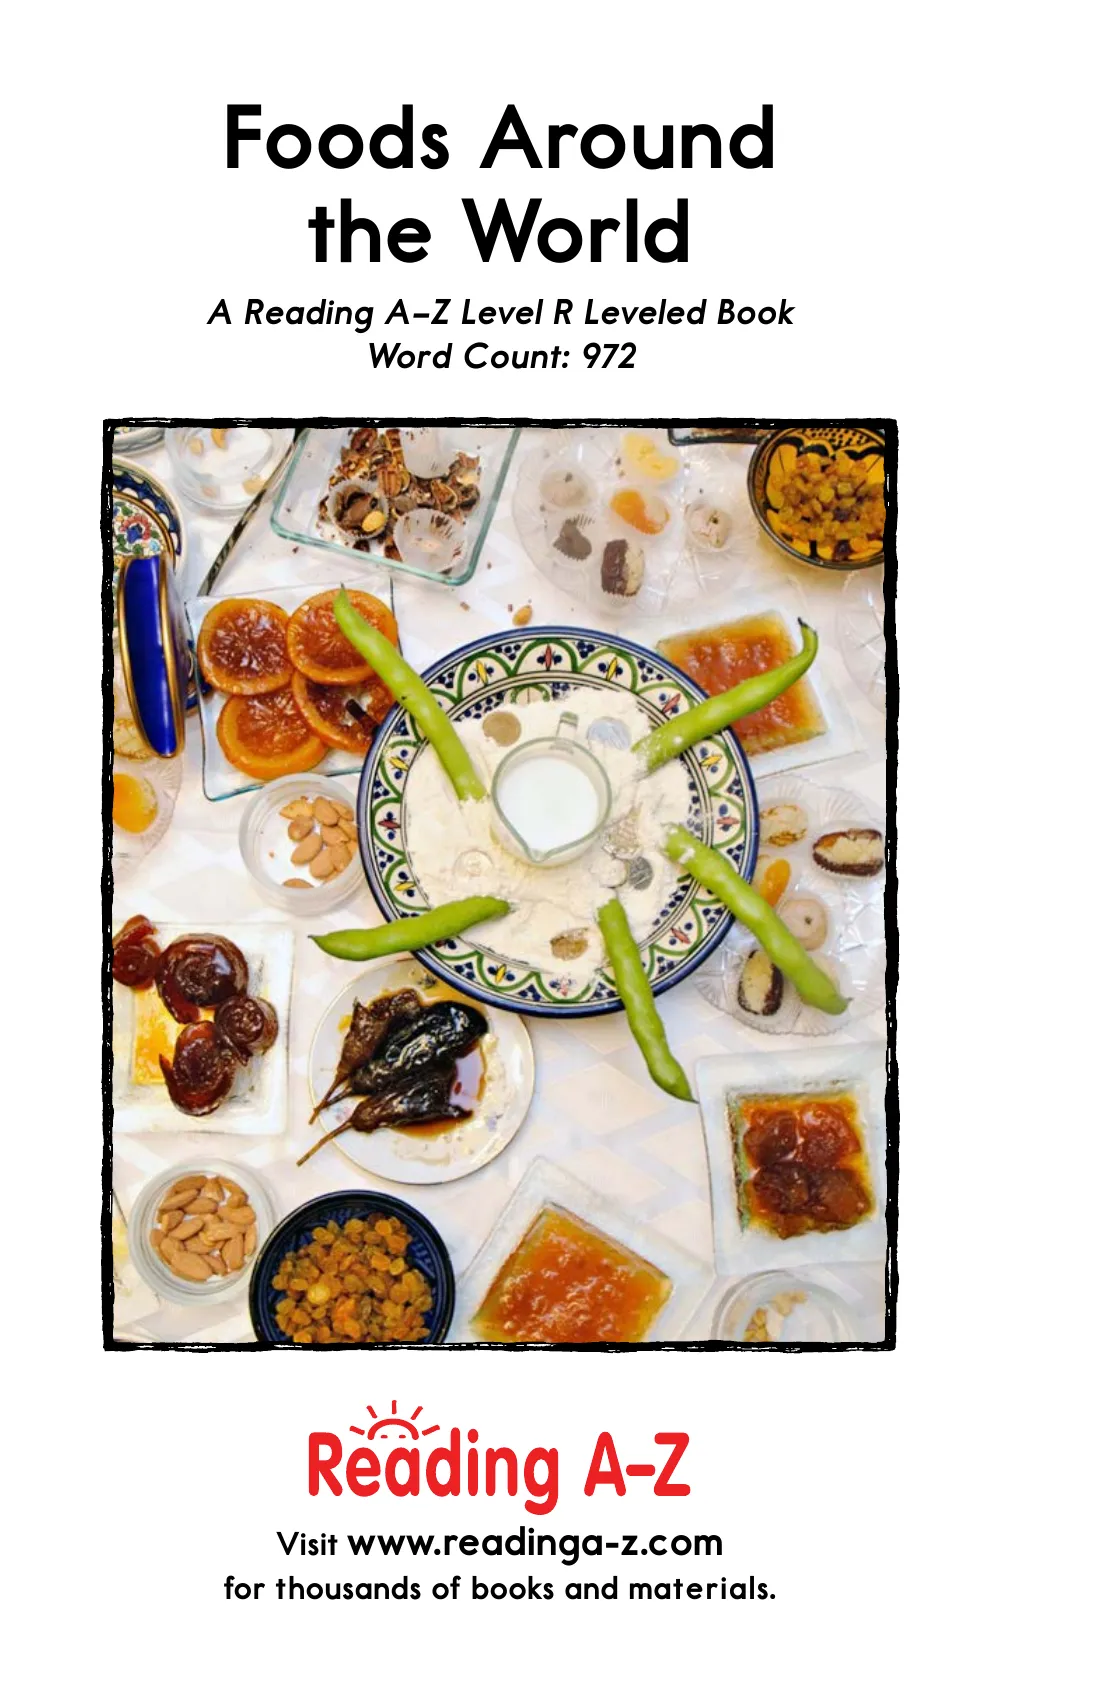 Foods Around
the World
A Reading A–Z Level R Leveled Book
Word Count: 972
Reading A–Z
Visit www.readinga-z.com
for thousands of books and materials.